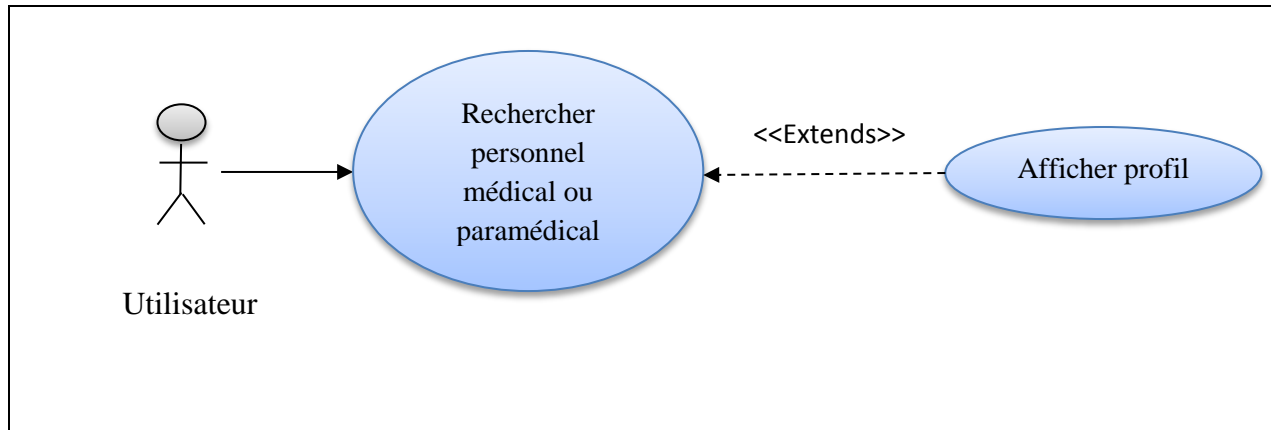 Rechercher
personnel
médical ou
paramédical
<<Extends>>
Afficher profil
Utilisateur